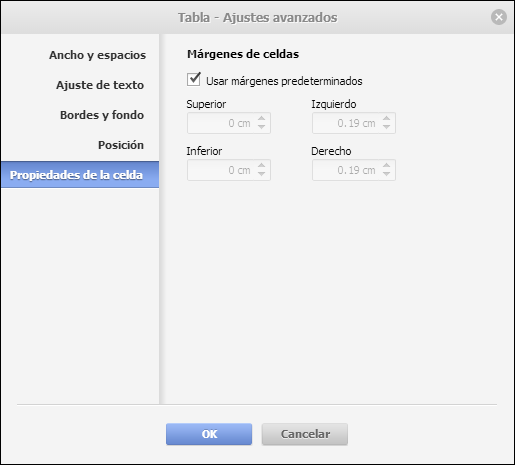 Tabla - Ajustes avanzados
Ancho y espacios
Ajuste de texto
Bordes y fondo
Posición
Propiedades de la celda
Márgenes de celdas
Usar márgenes predeterminados
Superior Izquierdo
0 cm 0.19 cm
Inferior Derecho
0 cm 0.19 cm
OK Cancelar